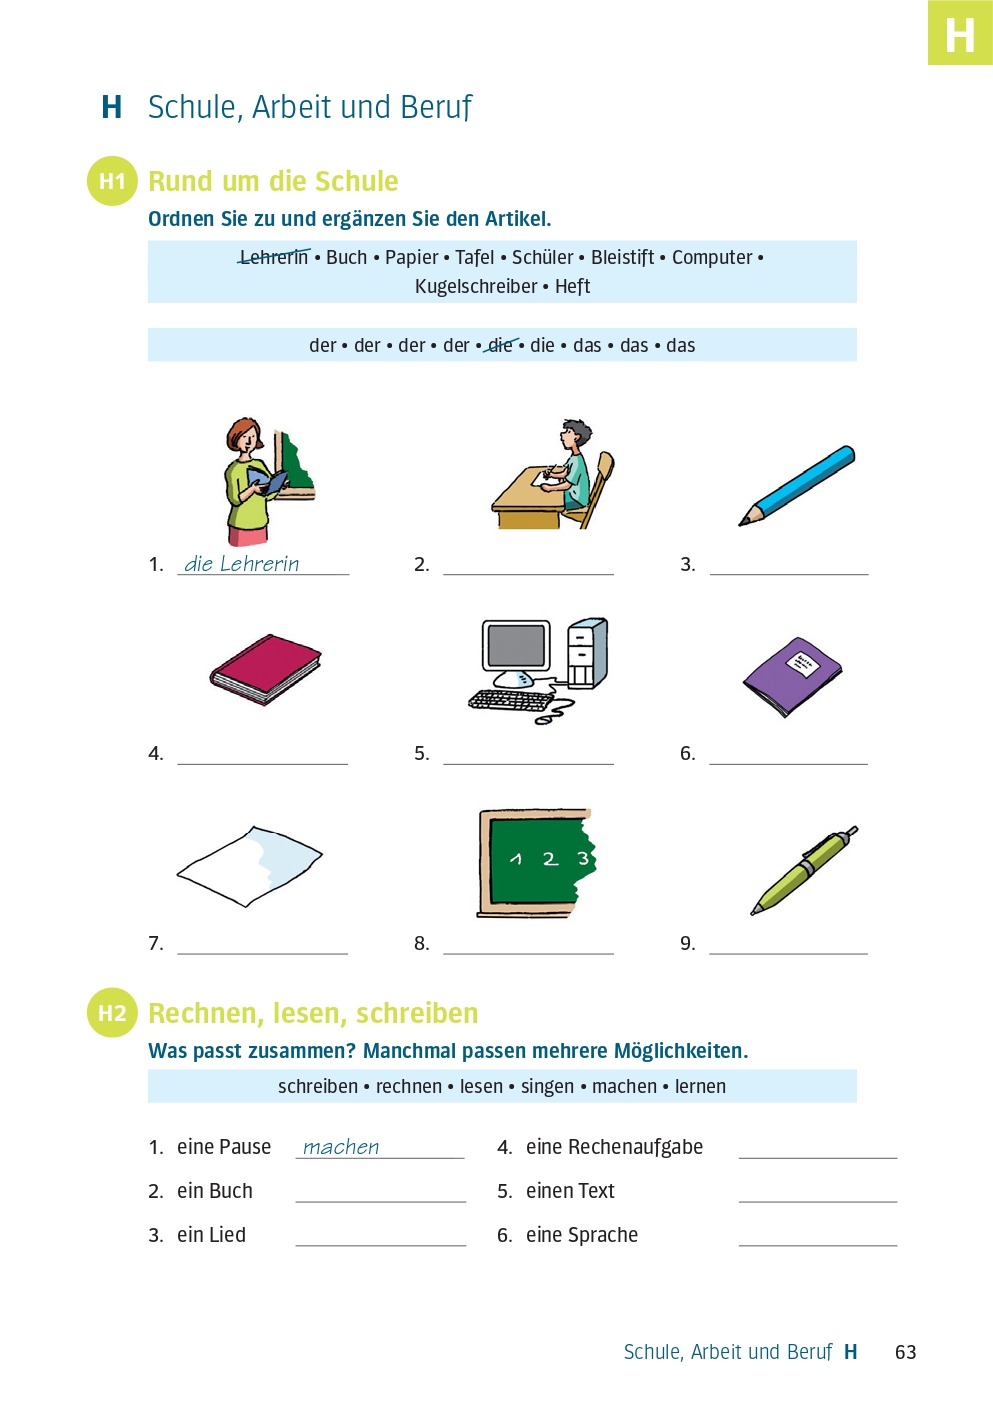 H
H Schule, Arbeit und Beruf
H1 Rund um die Schule
Ordnen Sie zu und ergänzen Sie den Artikel.
Lehrerin • Buch • Papier • Tafel • Schüler • Bleistift • Computer •
Kugelschreiber • Heft
der • der • der • der • die • die • das • das • das
1. die Lehrerin 2. 3.
4. 5. 6.
1 2 3
7. 8. 9.
H2 Rechnen, lesen, schreiben
Was passt zusammen? Manchmal passen mehrere Möglichkeiten.
schreiben • rechnen • lesen • singen • machen • lernen
1. eine Pause machen 4. eine Rechenaufgabe
2. ein Buch 5. einen Text
3. ein Lied 6. eine Sprache
Schule, Arbeit und Beruf H 63